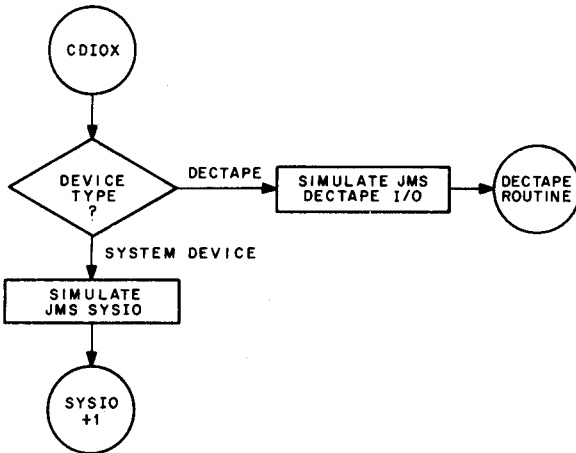 CDIOX
DEVICE
TYPE
?
DECTAPE
SIMULATE JMS
DECTAPE I/O
DECTAPE
ROUTINE
SYSTEM DEVICE
SIMULATE
JMS SYSIO
SYSIO
+1